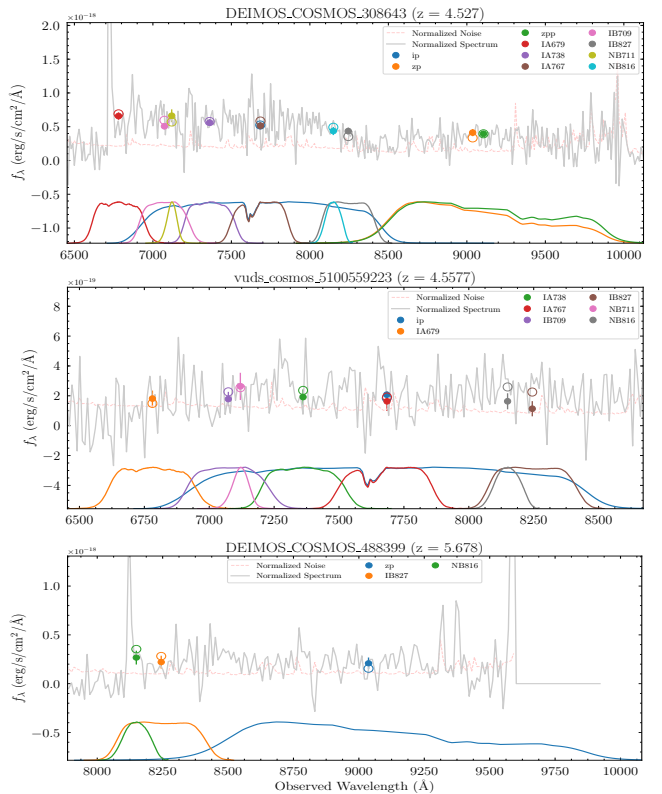 DEIMOS_COSMOS_308643 (z = 4.527)
×10⁻¹⁸
2.0
1.5
1.0
0.5
0.0
−0.5
−1.0
fλ (erg/s/cm²/Å)
Normalized Noise
Normalized Spectrum
ip
zp
zpp
IA679
IA738
IA767
IB709
IB827
NB711
NB816
6500 7000 7500 8000 8500 9000 9500 10000
vuds_cosmos_5100559223 (z = 4.5577)
×10⁻¹⁹
8
6
4
2
0
−2
−4
fλ (erg/s/cm²/Å)
Normalized Noise
Normalized Spectrum
ip
IA679
IA738
IA767
IB709
IB827
NB711
NB816
6500 6750 7000 7250 7500 7750 8000 8250 8500
DEIMOS_COSMOS_488399 (z = 5.678)
×10⁻¹⁸
1.0
0.5
0.0
−0.5
fλ (erg/s/cm²/Å)
Normalized Noise
Normalized Spectrum
zp
IB827
NB816
8000 8250 8500 8750 9000 9250 9500 9750 10000
Observed Wavelength (Å)